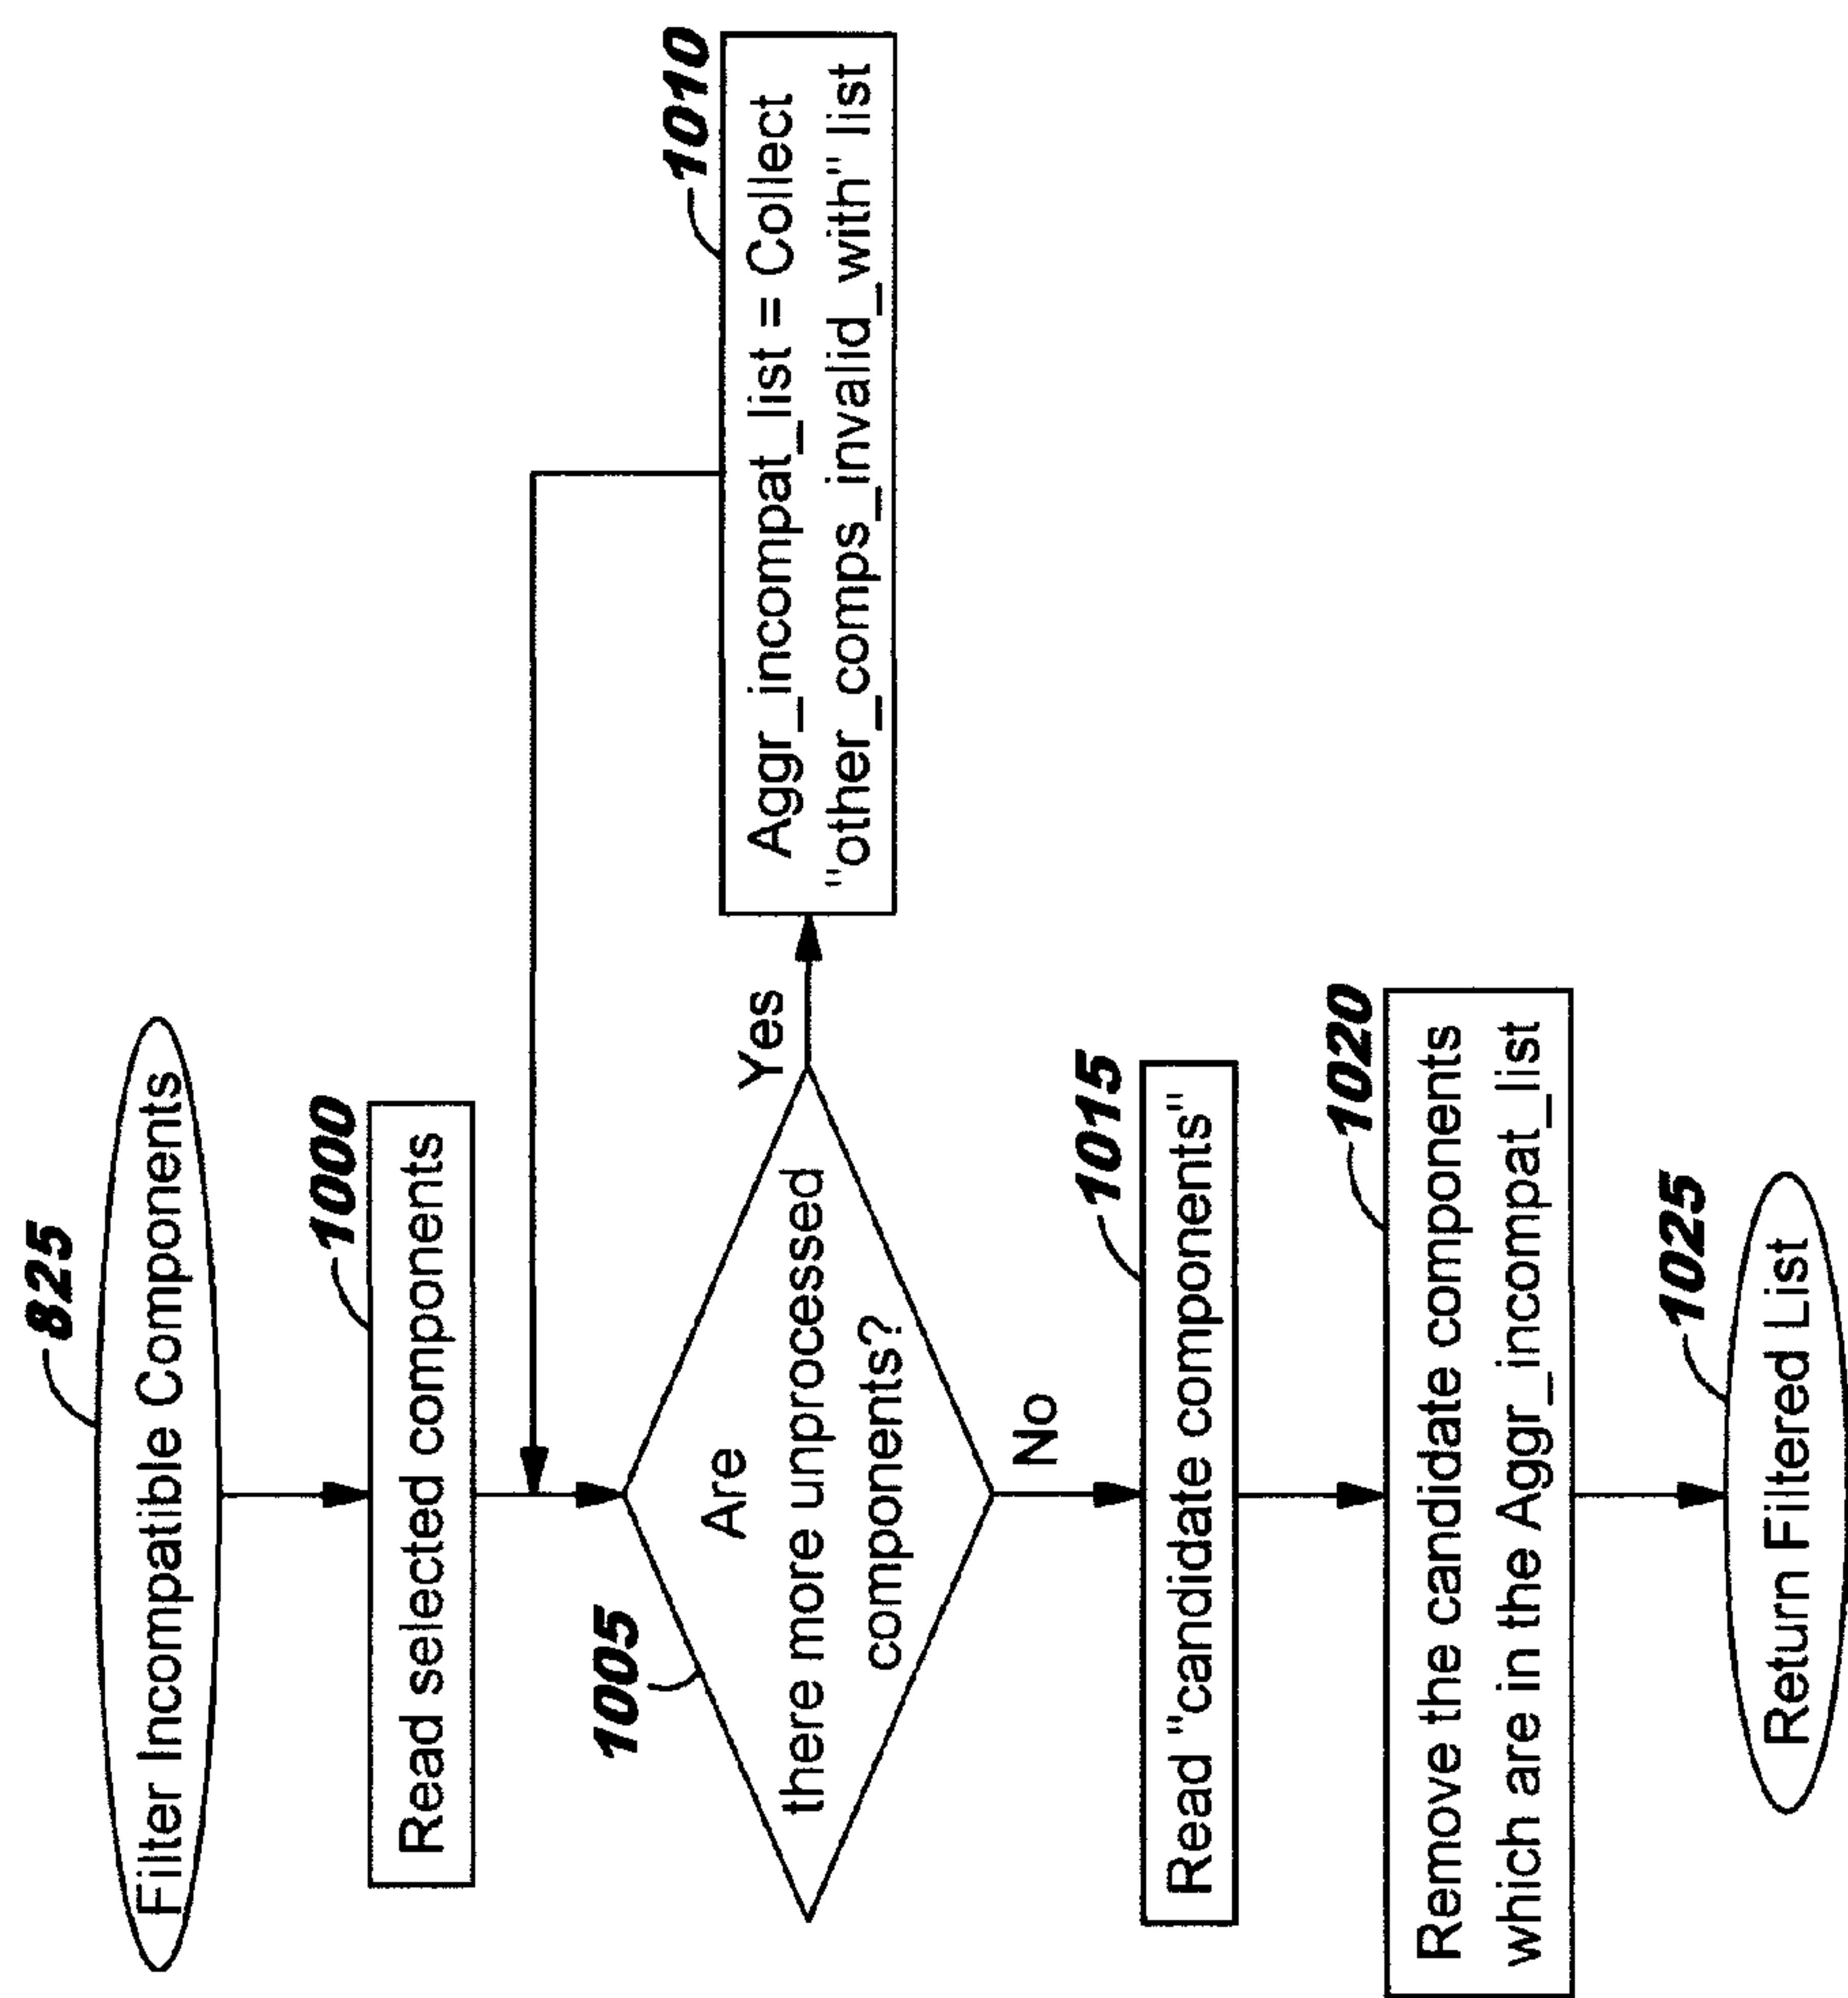 825
Filter Incompatible Components
1000
Read selected components
1005
Are
there more unprocessed
components?
Yes
1010
Aggr_incompat_list = Collect
"other_comps_invalid_with" list
No
1015
Read "candidate components"
1020
Remove the candidate components
which are in the Aggr_incompat_list
1025
Return Filtered List